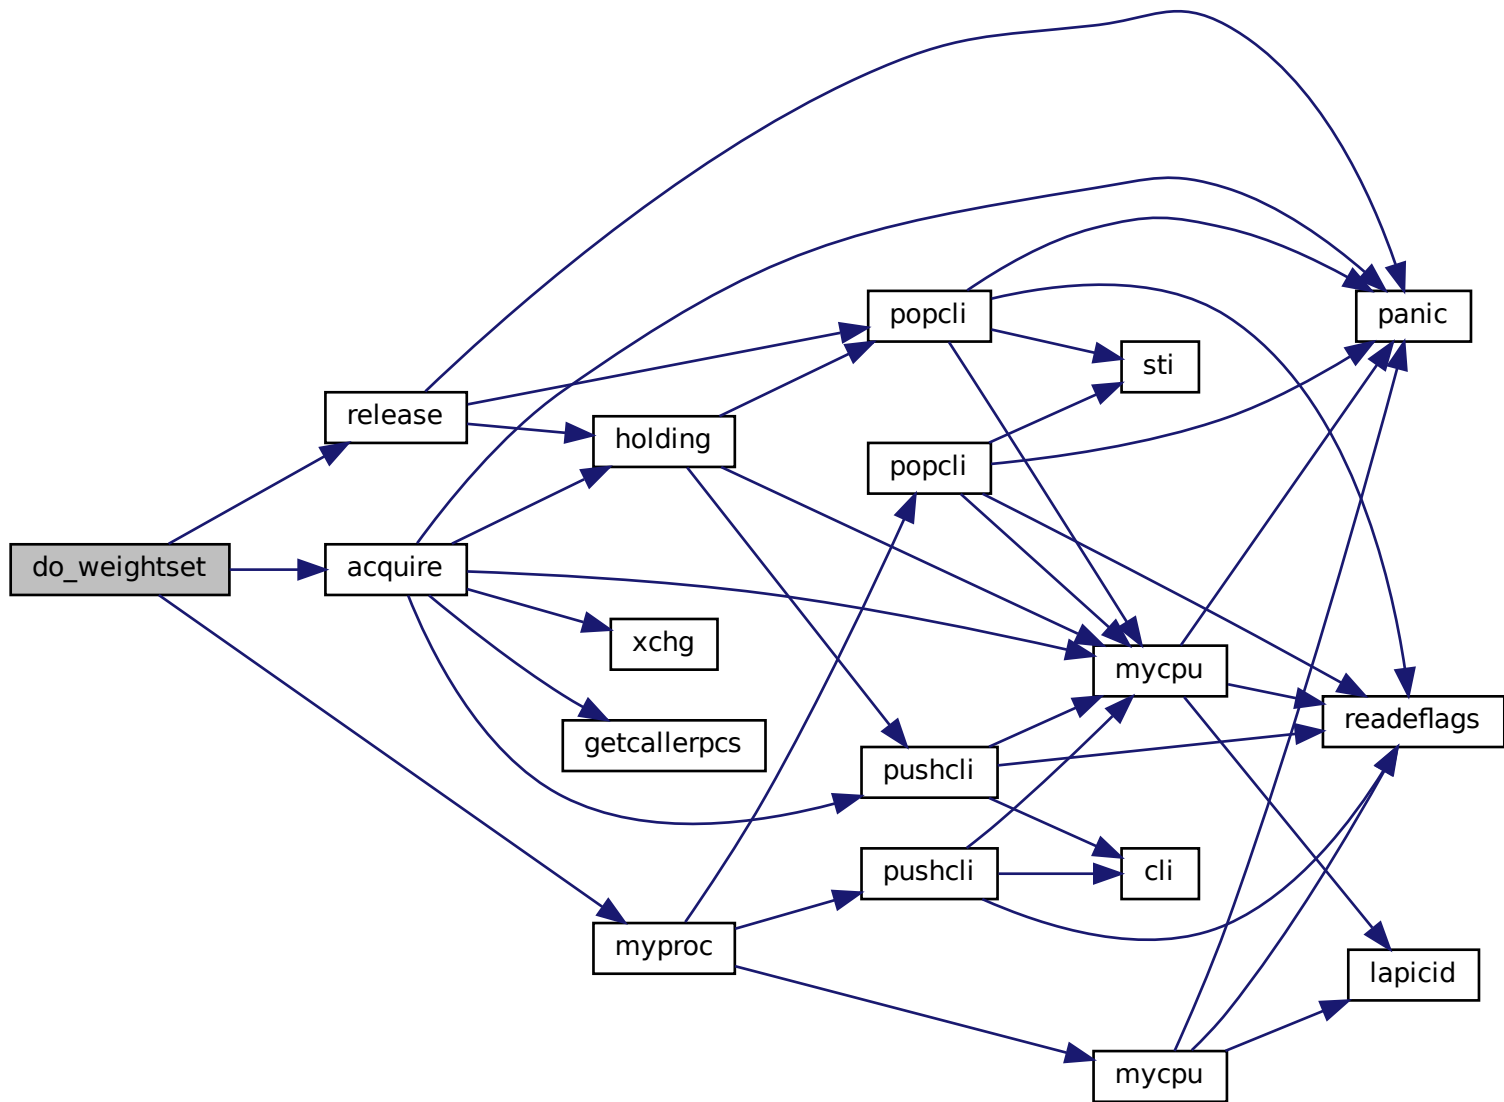 popcli
panic
sti
release
holding
popcli
do_weightset
acquire
xchg
mycpu
readeflags
getcallerpcs
pushcli
pushcli
cli
myproc
lapicid
mycpu